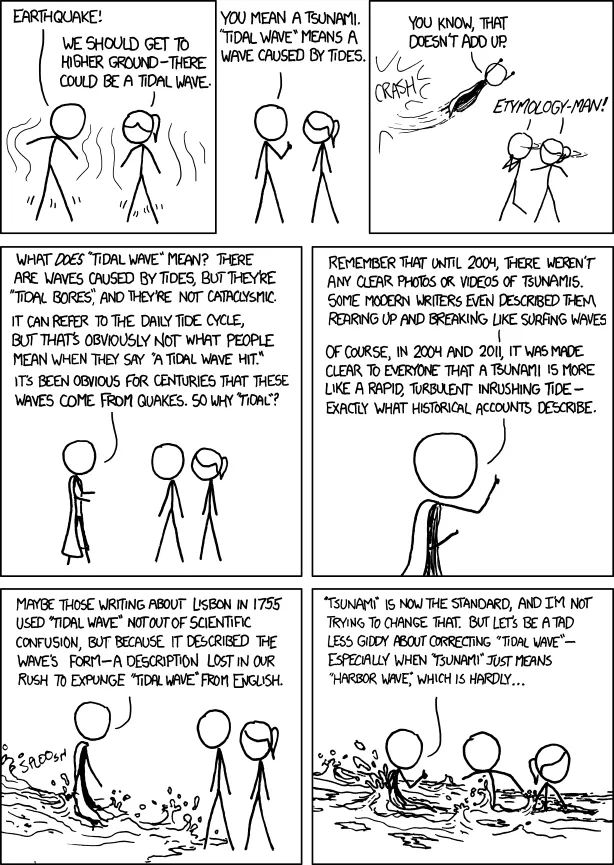 EARTHQUAKE!
WE SHOULD GET TO
HIGHER GROUND—THERE
COULD BE A TIDAL WAVE.
YOU MEAN A TSUNAMI.
"TIDAL WAVE" MEANS A
WAVE CAUSED BY TIDES.
YOU KNOW, THAT
DOESN'T ADD UP.
CRASH
ETYMOLOGY-MAN!
WHAT DOES "TIDAL WAVE" MEAN? THERE
ARE WAVES CAUSED BY TIDES, BUT THEY'RE
"TIDAL BORES", AND THEY'RE NOT CATACLYSMIC.
IT CAN REFER TO THE DAILY TIDE CYCLE,
BUT THAT'S OBVIOUSLY NOT WHAT PEOPLE
MEAN WHEN THEY SAY "A TIDAL WAVE HIT."
IT'S BEEN OBVIOUS FOR CENTURIES THAT THESE
WAVES COME FROM QUAKES. SO WHY "TIDAL"?
REMEMBER THAT UNTIL 2004, THERE WEREN'T
ANY CLEAR PHOTOS OR VIDEOS OF TSUNAMIS.
SOME MODERN WRITERS EVEN DESCRIBED THEM
REARING UP AND BREAKING LIKE SURFING WAVES
OF COURSE, IN 2004 AND 2011, IT WAS MADE
CLEAR TO EVERYONE THAT A TSUNAMI IS MORE
LIKE A RAPID, TURBULENT INRUSHING TIDE—
EXACTLY WHAT HISTORICAL ACCOUNTS DESCRIBE.
MAYBE THOSE WRITING ABOUT LISBON IN 1755
USED "TIDAL WAVE" NOT OUT OF SCIENTIFIC
CONFUSION, BUT BECAUSE IT DESCRIBED THE
WAVE'S FORM—A DESCRIPTION LOST IN OUR
RUSH TO EXPUNGE "TIDAL WAVE" FROM ENGLISH.
SPLOOSH
"TSUNAMI" IS NOW THE STANDARD, AND I'M NOT
TRYING TO CHANGE THAT. BUT LET'S BE A TAD
LESS GIDDY ABOUT CORRECTING "TIDAL WAVE"—
ESPECIALLY WHEN "TSUNAMI" JUST MEANS
"HARBOR WAVE," WHICH IS HARDLY...